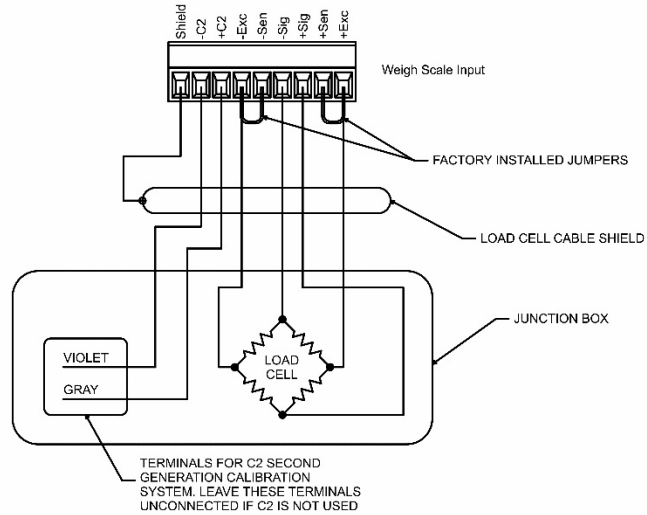 Shield
-C2
+C2
-Exc
-Sen
-Sig
+Sig
+Sen
+Exc
Weigh Scale Input
FACTORY INSTALLED JUMPERS
LOAD CELL CABLE SHIELD
JUNCTION BOX
VIOLET
GRAY
LOAD
CELL
TERMINALS FOR C2 SECOND
GENERATION CALIBRATION
SYSTEM. LEAVE THESE TERMINALS
UNCONNECTED IF C2 IS NOT USED